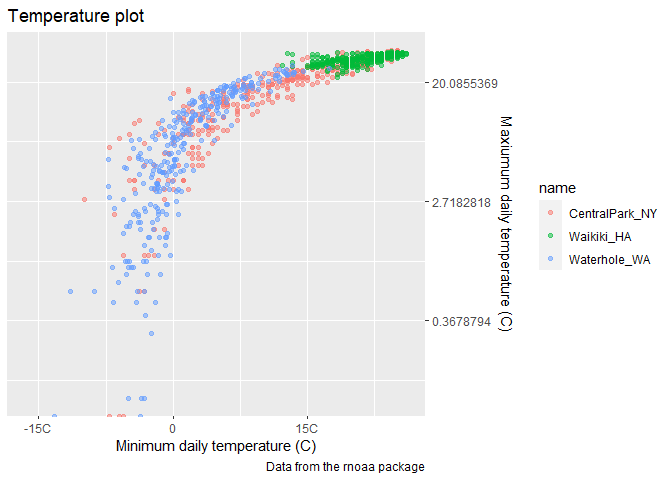 Temperature plot
20.0855369
2.7182818
0.3678794
Maxiumum daily temperature (C)
-15C
0
15C
Minimum daily temperature (C)
Data from the rnoaa package
name
CentralPark_NY
Waikiki_HA
Waterhole_WA